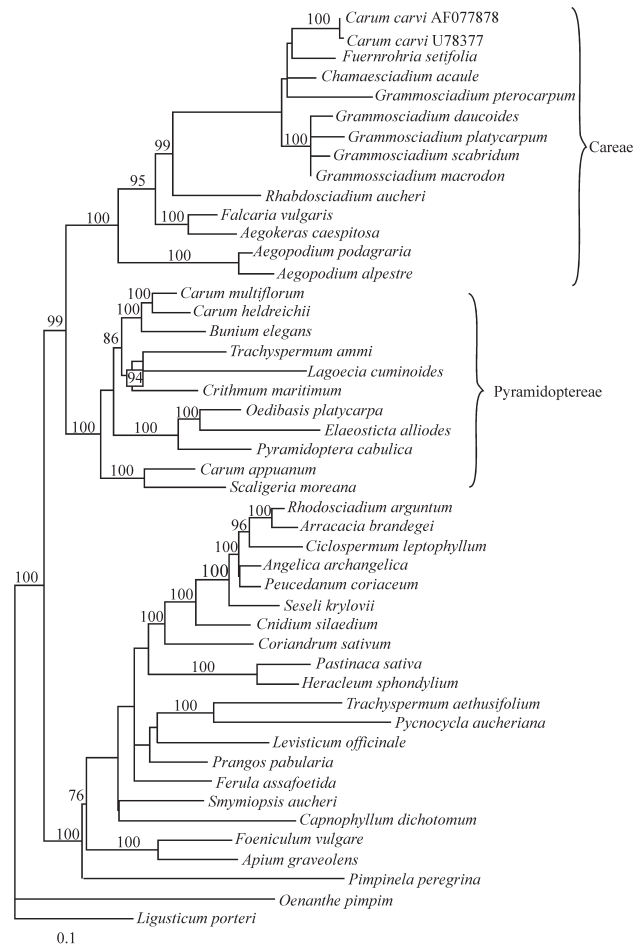 100
Carum carvi AF077878
Carum carvi U78377
Fuernrohria setifolia
Chamaesciadium acaule
Grammosciadium pterocarpum
Grammosciadium daucoides
100
Grammosciadium platycarpum
99
Careae
Grammosciadium scabridum
Grammossciadium macrodon
95
Rhabdosciadium aucheri
100
100
Falcaria vulgaris
Aegokeras caespitosa
100
Aegopodium podagraria
Aegopodium alpestre
100
Carum multiflorum
99
100
Carum heldreichii
Bunium elegans
86
Trachyspermum ammi
94
Lagoecia cuminoides
Crithmum maritimum
Pyramidoptereae
100
Oedibasis platycarpa
100
100
Elaeosticta alliodes
Pyramidoptera cabulica
100
Carum appuanum
Scaligeria moreana
100
Rhodosciadium arguntum
96
Arracacia brandegei
100
Ciclospermum leptophyllum
100
Angelica archangelica
100
Peucedanum coriaceum
100
Seseli krylovii
100
Cnidium silaedium
Coriandrum sativum
100
Pastinaca sativa
Heracleum sphondylium
100
Trachyspermum aethusifolium
Pycnocycla aucheriana
Levisticum officinale
Prangos pabularia
Ferula assafoetida
76
Smymiopsis aucheri
Capnophyllum dichotomum
100
100
Foeniculum vulgare
Apium graveolens
Pimpinela peregrina
Oenanthe pimpim
Ligusticum porteri
0.1